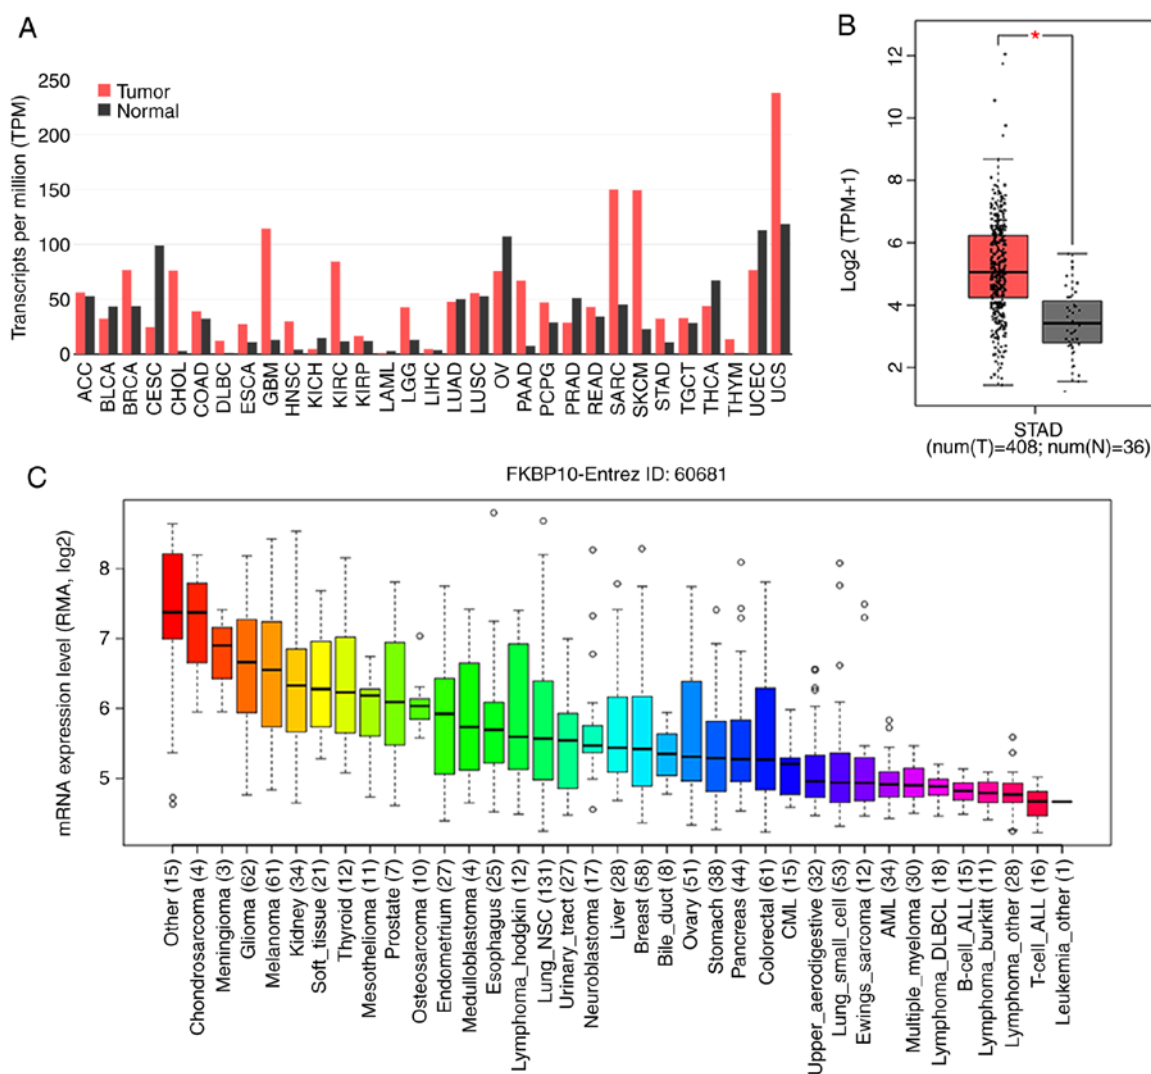 A
Transcripts per million (TPM)
250
200
150
100
50
0
Tumor
Normal
ACC
BLCA
BRCA
CESC
CHOL
COAD
DLBC
ESCA
GBM
HNSC
KICH
KIRC
KIRP
LAML
LGG
LIHC
LUAD
LUSC
OV
PAAD
PCPG
PRAD
READ
SARC
SKCM
STAD
TGCT
THCA
THYM
UCEC
UCS
B
Log2 (TPM+1)
12
10
8
6
4
2
*
STAD
(num(T)=408; num(N)=36)
C
FKBP10-Entrez ID: 60681
mRNA expression level (RMA, log2)
8
7
6
5
Other (15)
Chondrosarcoma (4)
Meningioma (3)
Glioma (62)
Melanoma (61)
Kidney (34)
Soft_tissue (21)
Thyroid (12)
Mesothelioma (11)
Prostate (7)
Osteosarcoma (10)
Endometrium (27)
Medulloblastoma (4)
Esophagus (25)
Lymphoma_hodgkin (12)
Lung_NSC (131)
Urinary_tract (27)
Neuroblastoma (17)
Liver (28)
Breast (58)
Bile_duct (8)
Ovary (51)
Stomach (38)
Pancreas (44)
Colorectal (61)
CML (15)
Upper_aerodigestive (32)
Lung_small_cell (53)
Ewings_sarcoma (12)
AML (34)
Multiple_myeloma (30)
Lymphoma_DLBCL (18)
B-cell_ALL (15)
Lymphoma_burkitt (11)
Lymphoma_other (28)
T-cell_ALL (16)
Leukemia_other (1)